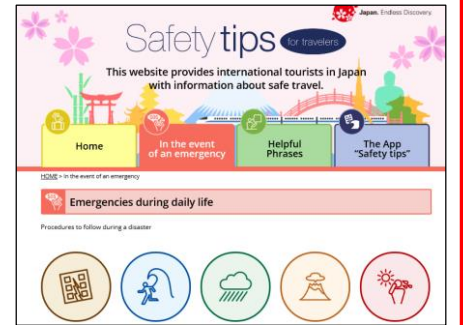 Japan. Endless Discovery.
Safety tips for travelers
This website provides international tourists in Japan
with information about safe travel.
Home
In the event
of an emergency
Helpful
Phrases
The App
"Safety tips"
HOME > In the event of an emergency
Emergencies during daily life
Procedures to follow during a disaster